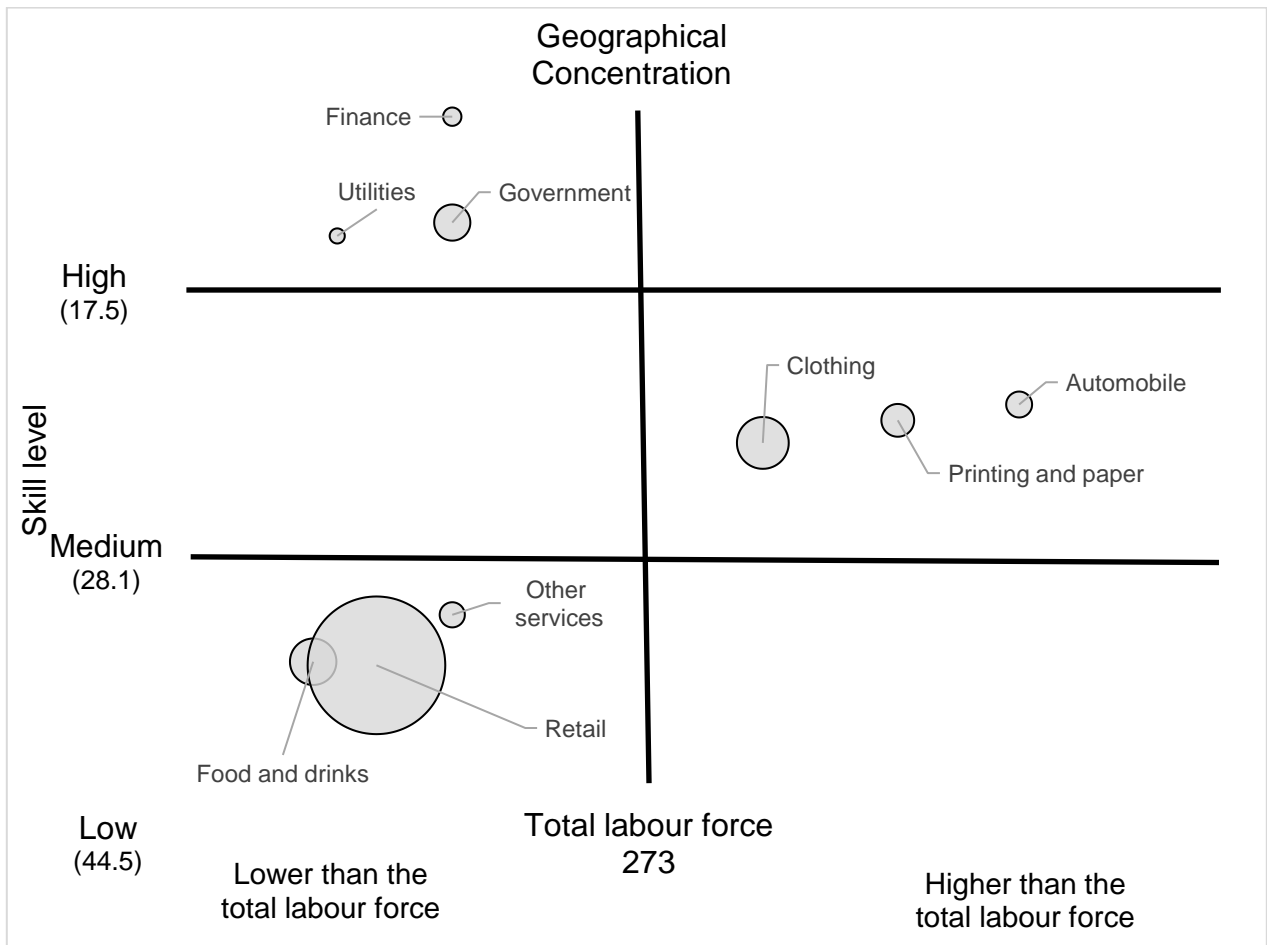 Geographical
Concentration
Finance
Utilities
Government
High
(17.5)
Clothing
Automobile
Printing and paper
Skill level
Medium
(28.1)
Other
services
Retail
Food and drinks
Low
(44.5)
Total labour force
273
Lower than the
total labour force
Higher than the
total labour force